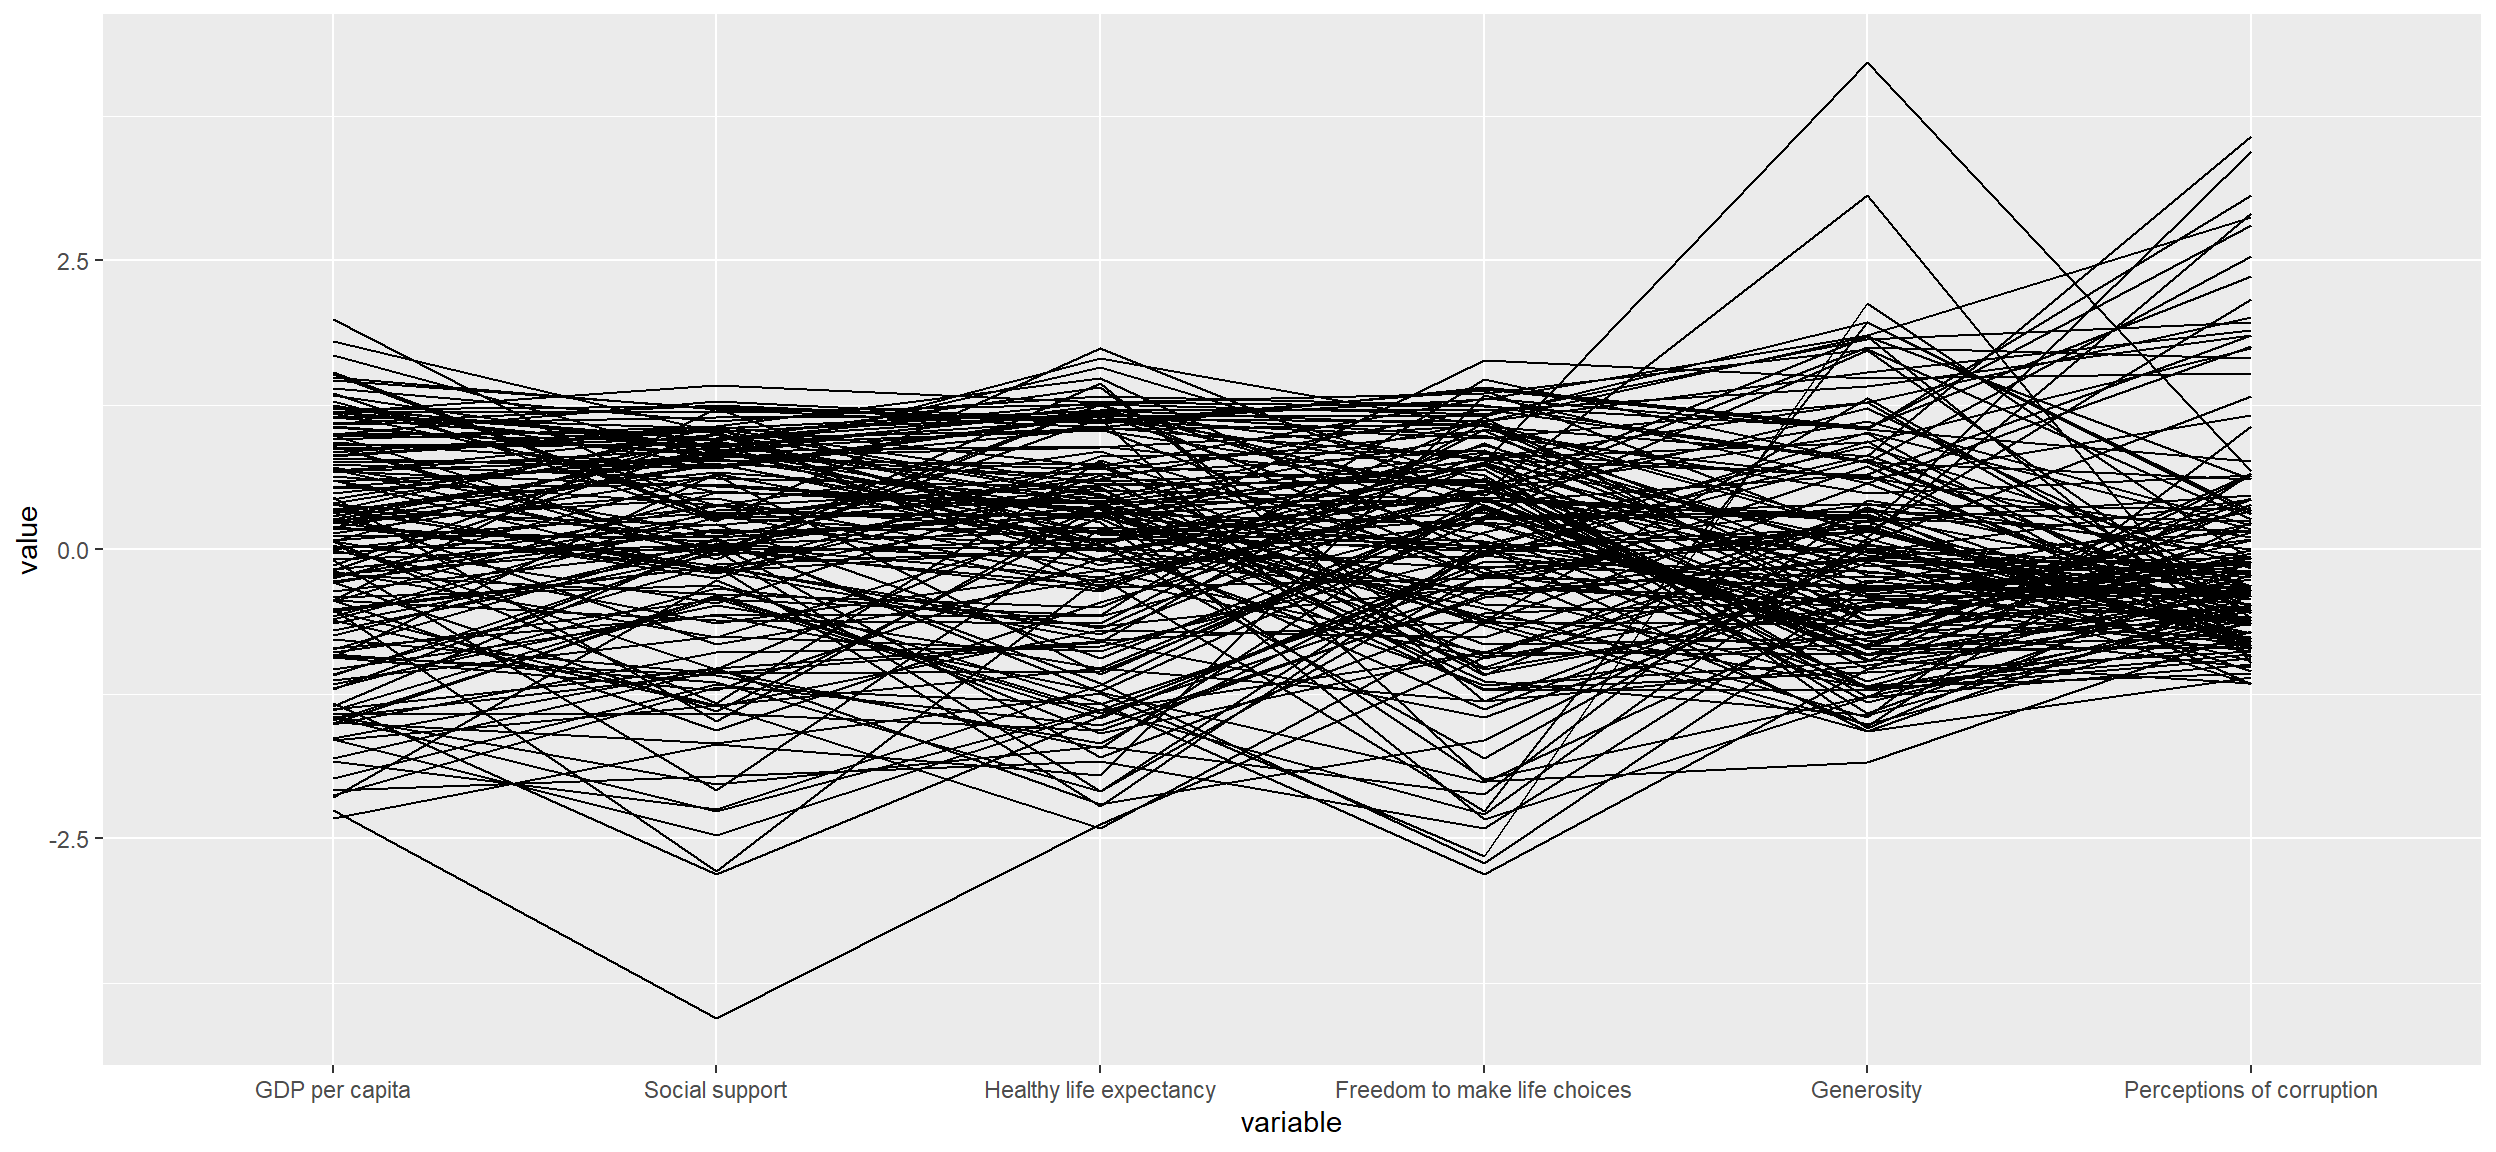 value
2.5
0.0
-2.5
GDP per capita
Social support
Healthy life expectancy
Freedom to make life choices
Generosity
Perceptions of corruption
variable